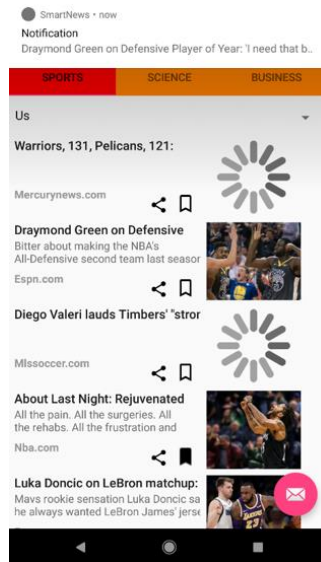 SmartNews • now
Notification
Draymond Green on Defensive Player of Year: 'I need that b..
SPORTS
SCIENCE
BUSINESS
Us
Warriors, 131, Pelicans, 121:
Mercurynews.com
Draymond Green on Defensive
Bitter about making the NBA's
All-Defensive second team last season
Espn.com
Diego Valeri lauds Timbers' "stron
Mlssoccer.com
About Last Night: Rejuvenated
All the pain. All the surgeries. All
the rehabs. All the frustration and
Nba.com
Luka Doncic on LeBron matchup:
Mavs rookie sensation Luka Doncic sa
he always wanted LeBron James' jerse